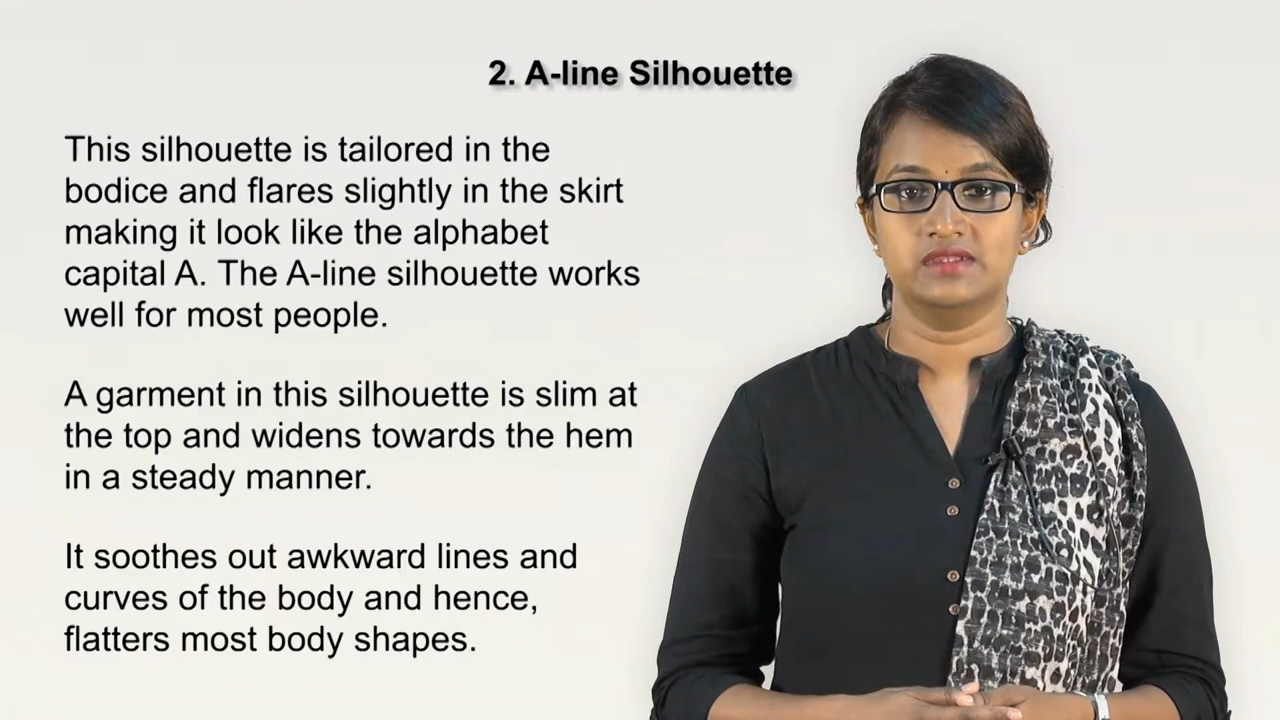 2. A-line Silhouette
This silhouette is tailored in the
bodice and flares slightly in the skirt
making it look like the alphabet
capital A. The A-line silhouette works
well for most people.
A garment in this silhouette is slim at
the top and widens towards the hem
in a steady manner.
It soothes out awkward lines and
curves of the body and hence,
flatters most body shapes.